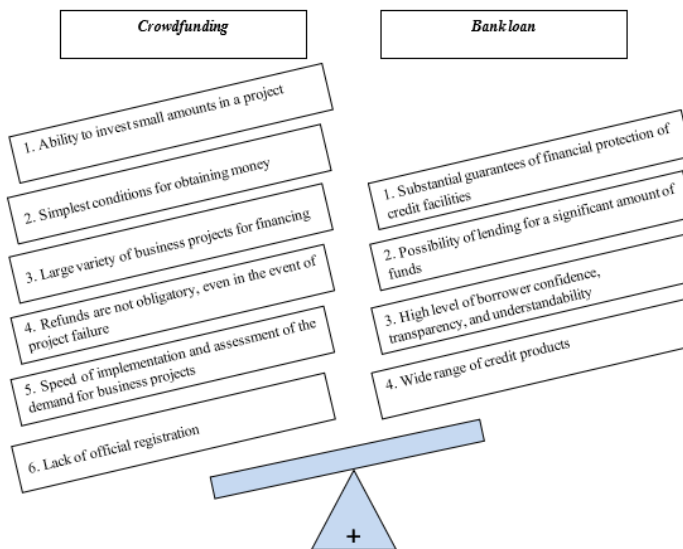 Crowdfunding
Bank loan
1. Ability to invest small amounts in a project
2. Simplest conditions for obtaining money
3. Large variety of business projects for financing
4. Refunds are not obligatory, even in the event of
project failure
5. Speed of implementation and assessment of the
demand for business projects
6. Lack of official registration
1. Substantial guarantees of financial protection of
credit facilities
2. Possibility of lending for a significant amount of
funds
3. High level of borrower confidence,
transparency, and understandability
4. Wide range of credit products
+